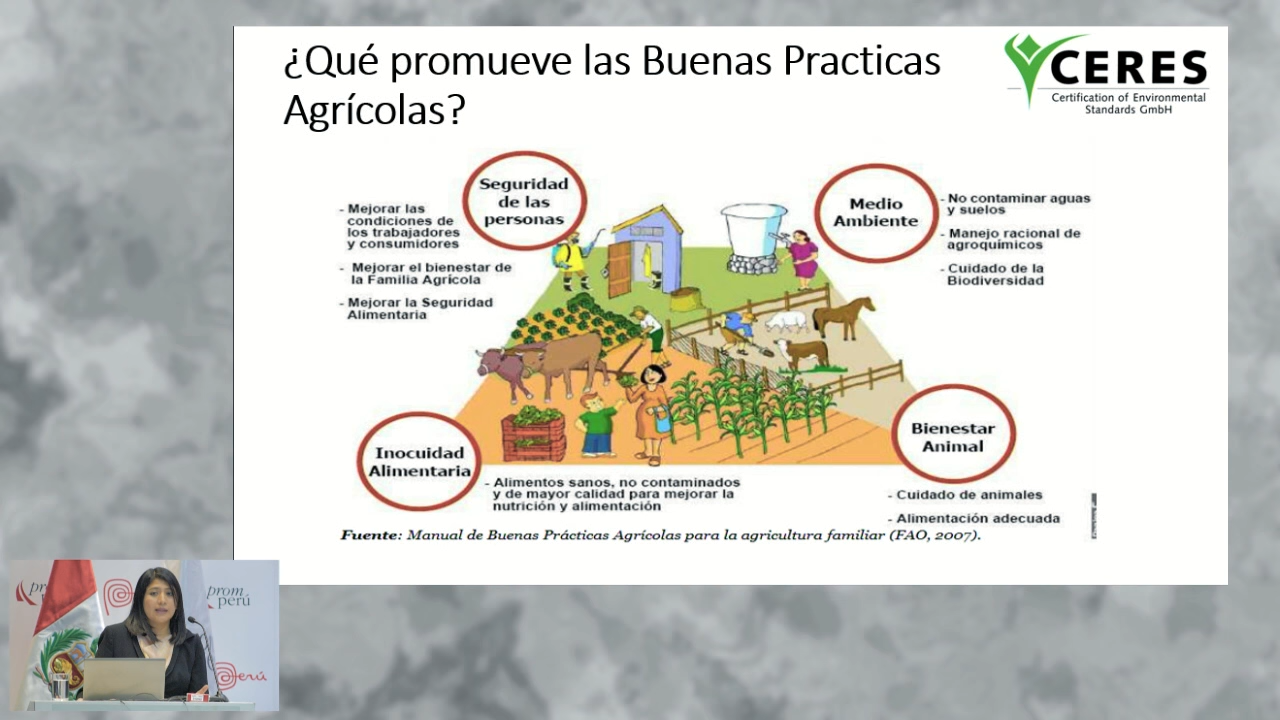 ¿Qué promueve las Buenas Practicas
Agrícolas?
CERES
Certification of Environmental
Standards GmbH
Seguridad
de las
personas
- Mejorar las
condiciones de
los trabajadores
y consumidores
- Mejorar el bienestar de
la Familia Agrícola
- Mejorar la Seguridad
Alimentaria
Medio
Ambiente
- No contaminar aguas
y suelos
- Manejo racional de
agroquímicos
- Cuidado de la
Biodiversidad
Inocuidad
Alimentaria
- Alimentos sanos, no contaminados
y de mayor calidad para mejorar la
nutrición y alimentación
Bienestar
Animal
- Cuidado de animales
- Alimentación adecuada
Fuente: Manual de Buenas Prácticas Agrícolas para la agricultura familiar (FAO, 2007).
prom
perú